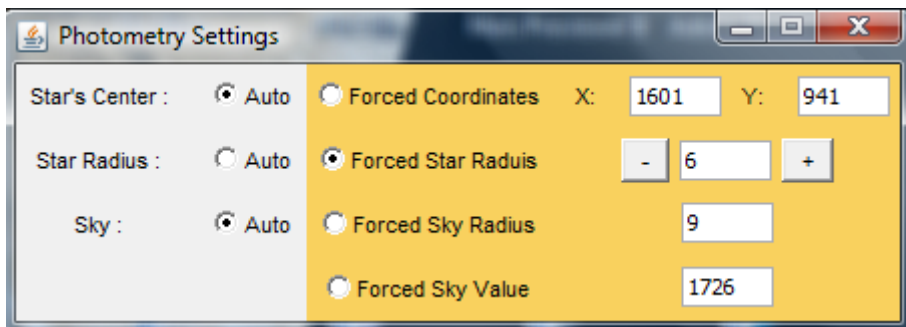 Photometry Settings
Star's Center : Auto Forced Coordinates X: 1601 Y: 941
Star Radius : Auto Forced Star Raduis - 6 +
Sky : Auto Forced Sky Radius 9
Forced Sky Value 1726